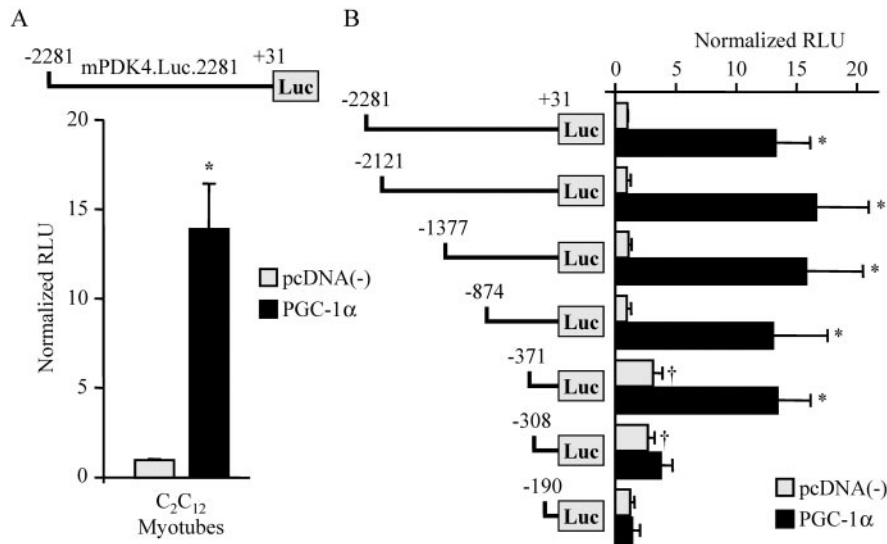 A
-2281
mPDK4.Luc.2281
+31
Luc
20
15
10
5
0
Normalized RLU
*
pcDNA(-)
PGC-1α
C₂C₁₂
Myotubes
B
Normalized RLU
0 5 10 15 20
-2281 +31
Luc
*
-2121
Luc
*
-1377
Luc
*
-874
Luc
*
-371
Luc
†
*
-308
Luc
†
-190
Luc
pcDNA(-)
PGC-1α